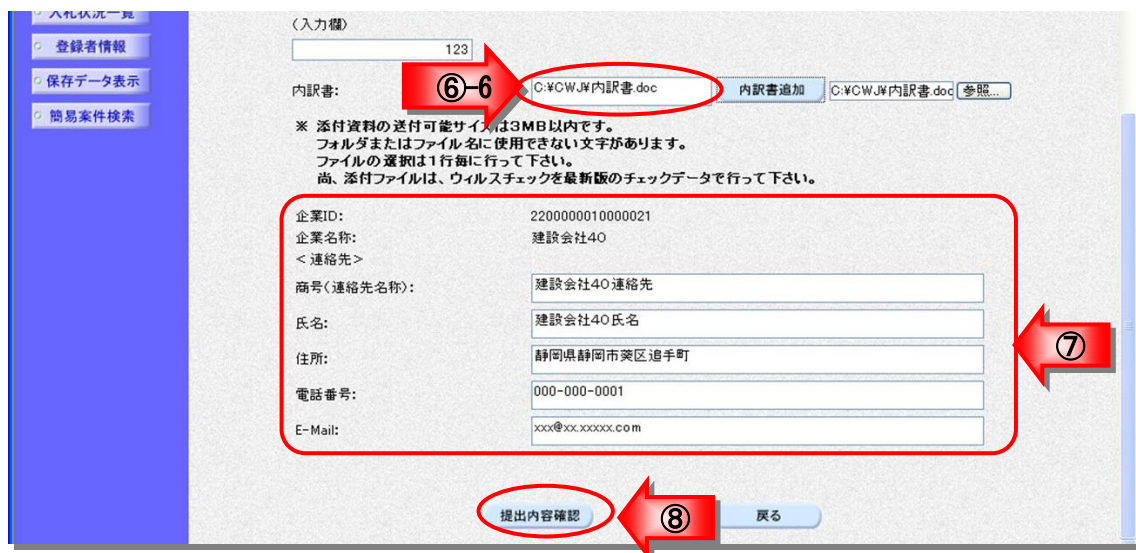 入札状況一覧
登録者情報
保存データ表示
簡易案件検索
(入力欄)
123
⑥-6
内訳書: C:¥CWJ¥内訳書.doc 内訳書追加 C:¥CWJ¥内訳書.doc 参照...
※ 添付資料の送付可能サイズは3MB以内です。
フォルダまたはファイル名に使用できない文字があります。
ファイルの選択は1行毎に行って下さい。
尚、添付ファイルは、ウィルスチェックを最新版のチェックデータで行って下さい。
企業ID: 2200000010000021
企業名称: 建設会社40
<連絡先>
商号(連絡先名称): 建設会社40連絡先
氏名: 建設会社40氏名
住所: 静岡県静岡市葵区追手町
電話番号: 000-000-0001
E-Mail: xxx@xx.xxxxx.com
⑦
提出内容確認 ⑧ 戻る